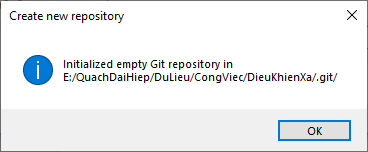 Create new repository
Initialized empty Git repository in
E:/QuachDaiHiep/DuLieu/CongViec/DieuKhienXa/.git/
OK